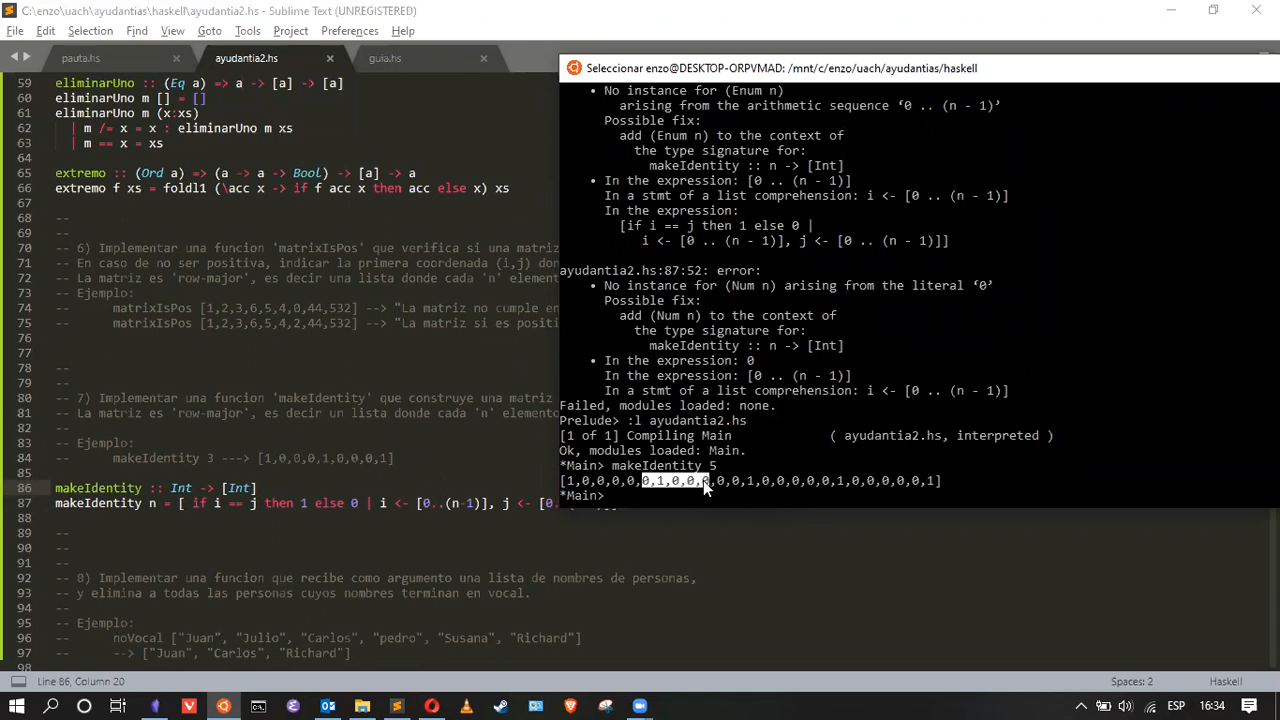 C:\enzo\uach\ayudantias\haskell\ayudantia2.hs - Sublime Text (UNREGISTERED)
File Edit Selection Find View Goto Tools Project Preferences Help
pauta.hs ayudantia2.hs guia.hs
59 eliminarUno :: (Eq a) => a -> [a] -> [a]
60 eliminarUno m [] = []
61 eliminarUno m (x:xs)
62 | m /= x = x : eliminarUno m xs
63 | m == x = xs
64
65 extremo :: (Ord a) => (a -> a -> Bool) -> [a] -> a
66 extremo f xs = foldl1 (\acc x -> if f acc x then acc else x) xs
67
68 --
69 --
70 -- 6) Implementar una funcion 'matrixIsPos' que verifica si una matriz
71 -- En caso de no ser positiva, indicar la primera coordenada (i,j) dond
72 -- La matriz es 'row-major', es decir una lista donde cada 'n' element
73 -- Ejemplo:
74 -- matrixIsPos [1,2,3,6,5,4,0,44,532] --> "La matriz no cumple en
75 -- matrixIsPos [1,2,3,6,5,4,2,44,532] --> "La matriz si es positi
76
77
78 --
79 --
80 -- 7) Implementar una funcion 'makeIdentity' que construye una matriz
81 -- La matriz es 'row-major', es decir un lista donde cada 'n' elemento
82 --
83 -- Ejemplo:
84 -- makeIdentity 3 ---> [1,0,0,0,1,0,0,0,1]
85
86 makeIdentity :: Int -> [Int]
87 makeIdentity n = [ if i == j then 1 else 0 | i <- [0..(n-1)], j <- [0.
88
89 --
90 --
91 --
92 -- 8) Implementar una funcion que recibe como argumento una lista de nombres de personas,
93 -- y elimina a todas las personas cuyos nombres terminan en vocal.
94 --
95 -- Ejemplo:
96 -- noVocal ["Juan", "Julio", "Carlos", "pedro", "Susana", "Richard"]
97 -- --> ["Juan", "Carlos", "Richard"]
98
Seleccionar enzo@DESKTOP-ORPVMAD: /mnt/c/enzo/uach/ayudantias/haskell
• No instance for (Enum n)
arising from the arithmetic sequence ‘0 .. (n - 1)’
Possible fix:
add (Enum n) to the context of
the type signature for:
makeIdentity :: n -> [Int]
• In the expression: [0 .. (n - 1)]
In a stmt of a list comprehension: i <- [0 .. (n - 1)]
In the expression:
[if i == j then 1 else 0 |
i <- [0 .. (n - 1)], j <- [0 .. (n - 1)]]
ayudantia2.hs:87:52: error:
• No instance for (Num n) arising from the literal ‘0’
Possible fix:
add (Num n) to the context of
the type signature for:
makeIdentity :: n -> [Int]
• In the expression: 0
In the expression: [0 .. (n - 1)]
In a stmt of a list comprehension: i <- [0 .. (n - 1)]
Failed, modules loaded: none.
Prelude> :l ayudantia2.hs
[1 of 1] Compiling Main ( ayudantia2.hs, interpreted )
Ok, modules loaded: Main.
*Main> makeIdentity 5
[1,0,0,0,0,0,1,0,0,0,0,0,1,0,0,0,0,0,1,0,0,0,0,0,1]
*Main>
Line 86, Column 20 Spaces: 2 Haskell
ESP 16:34